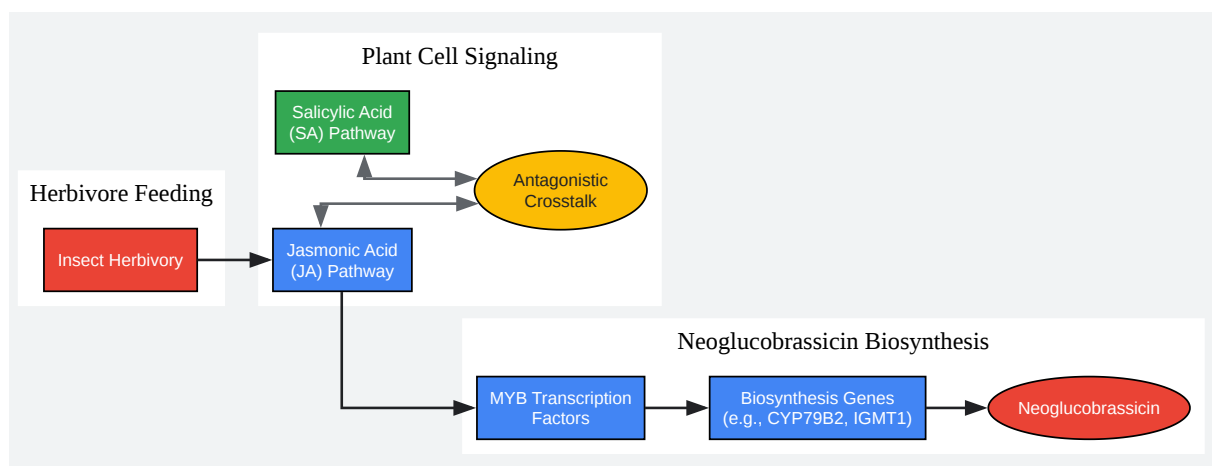 Plant Cell Signaling
Salicylic Acid
(SA) Pathway
Antagonistic
Crosstalk
Herbivore Feeding
Insect Herbivory
Jasmonic Acid
(JA) Pathway
Neoglucobrassicin Biosynthesis
MYB Transcription
Factors
Biosynthesis Genes
(e.g., CYP79B2, IGMT1)
Neoglucobrassicin